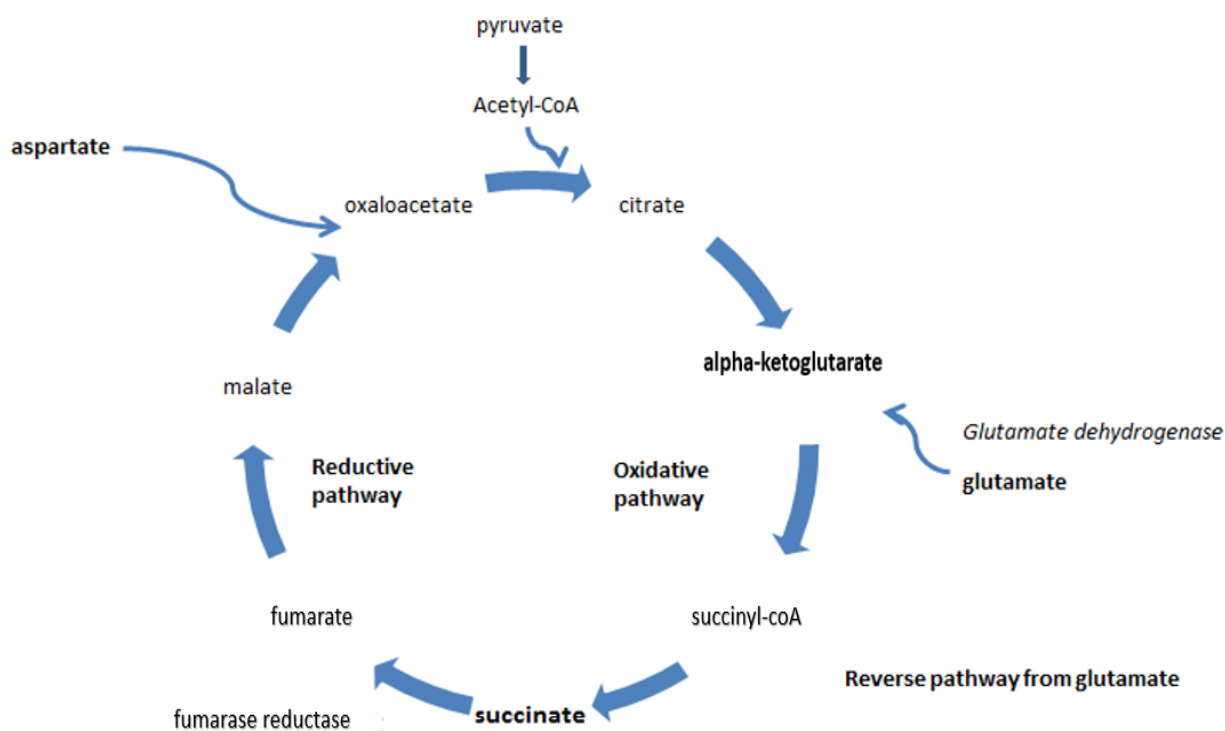 pyruvate
Acetyl-CoA
aspartate
oxaloacetate
citrate
alpha-ketoglutarate
malate
Glutamate dehydrogenase
glutamate
Reductive
pathway
Oxidative
pathway
fumarate
succinyl-coA
Reverse pathway from glutamate
succinate
fumarase reductase